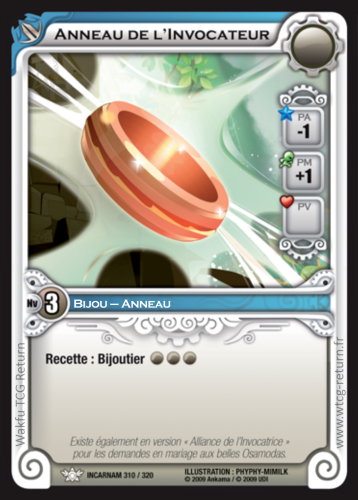 Anneau de l'Invocateur
PA
-1
PM
+1
PV
Nv 3 Bijou – Anneau
Recette : Bijoutier
Existe également en version « Alliance de l'Invocatrice »
pour les demandes en mariage aux belles Osamodas.
INCARNAM 310 / 320
ILLUSTRATION : PHYPHY-MIMILK
© 2009 Ankama / © 2009 UDI
Wakfu TCG Return
www.wtcg-return.fr